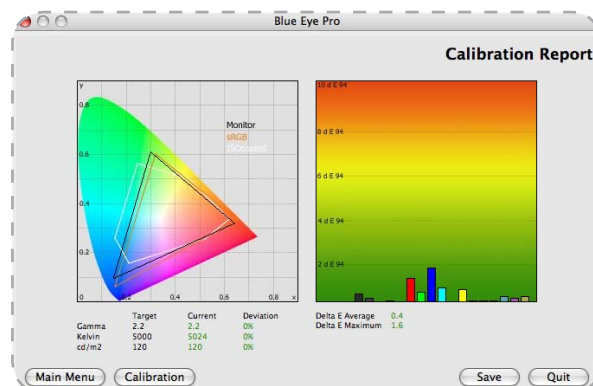 Blue Eye Pro
Calibration Report
y
0.8
0.6
0.4
0.2
0
0.2
0.4
0.6
0.8
x
Monitor
sRGB
ISOcoated
10 d E 94
8 d E 94
6 d E 94
4 d E 94
2 d E 94
Target Current Deviation
Gamma 2.2 2.2 0%
Kelvin 5000 5024 0%
cd/m2 120 120 0%
Delta E Average 0.4
Delta E Maximum 1.6
Main Menu Calibration Save Quit